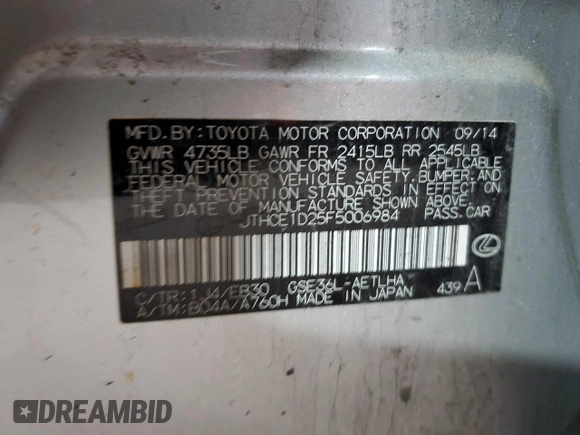 MFD.BY:TOYOTA MOTOR CORPORATION 09/14
GVWR 4735LB GAWR FR 2415LB RR 2545LB
THIS VEHICLE CONFORMS TO ALL APPLICABLE
FEDERAL MOTOR VEHICLE SAFETY,BUMPER,AND
THEFT PREVENTION STANDARDS IN EFFECT ON
THE DATE OF MANUFACTURE SHOWN ABOVE.
JTHCE1D25F5006984 PASS.CAR
C/TR:1J4/EB30 GSE36L-AETLHA
A/TM:B04A/A760H MADE IN JAPAN 439 A
DREAMBID